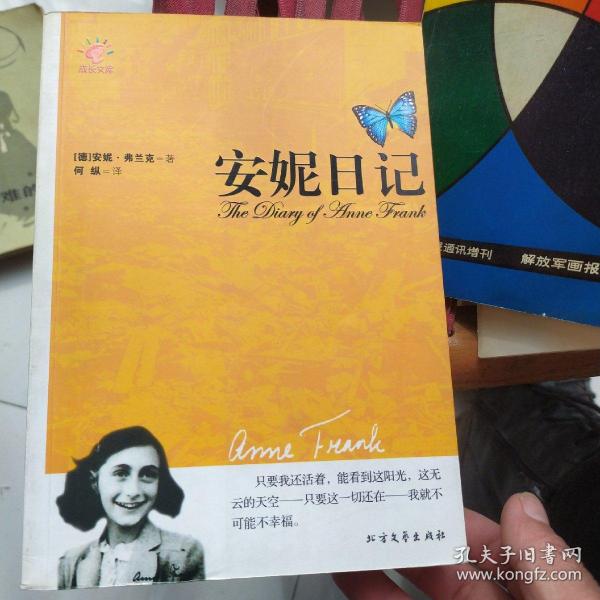 成长文库
[德]安妮·弗兰克=著
何纵=译
安妮日记
The Diary of Anne Frank
Anne Frank
只要我还活着，能看到这阳光，这无
云的天空——只要这一切还在——我就不
可能不幸福。
北方文艺出版社
通讯增刊
解放军画报
难的
孔夫子旧书网
www.kongfz.com